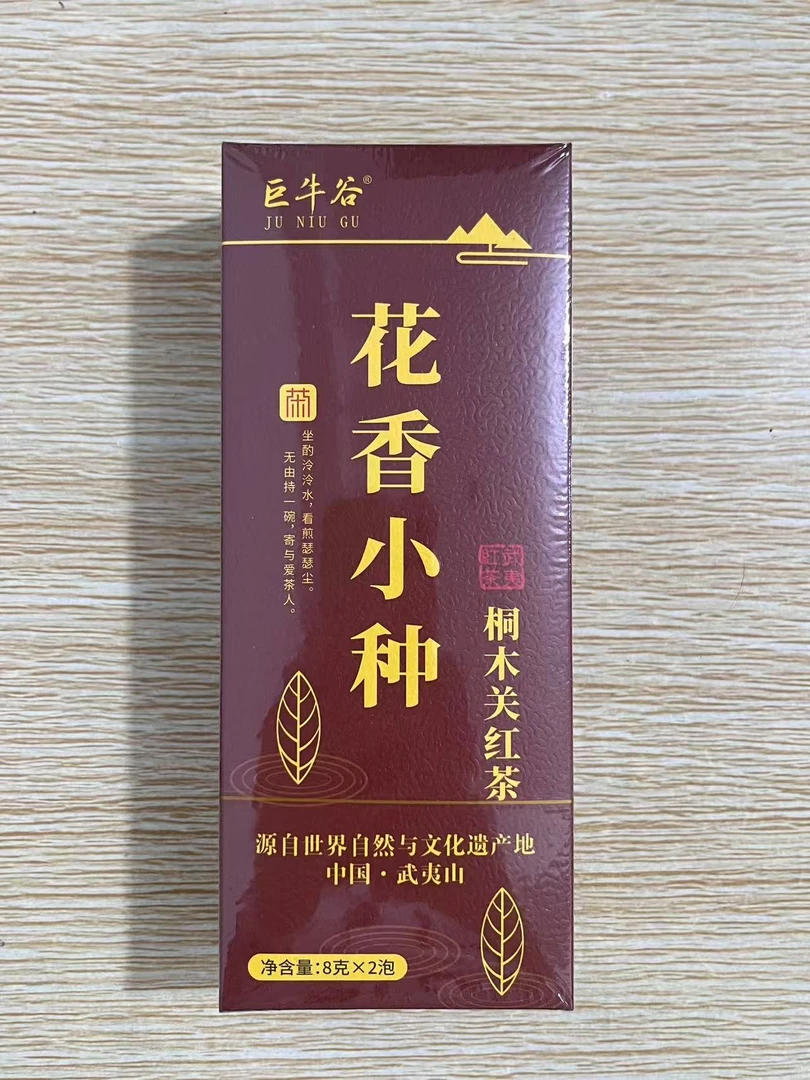 巨牛谷®
JU NIU GU
花香小种
茶
坐酌泠泠水，看煎瑟瑟尘。
无由持一碗，寄与爱茶人。
武夷
红茶
桐木关红茶
源自世界自然与文化遗产地
中国·武夷山
净含量:8克×2泡